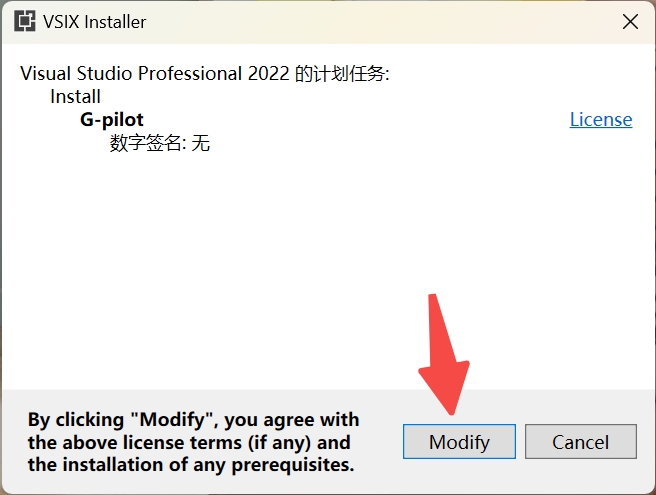 VSIX Installer
Visual Studio Professional 2022 的计划任务:
Install
G-pilot
License
数字签名: 无
By clicking "Modify", you agree with
the above license terms (if any) and
the installation of any prerequisites.
Modify
Cancel